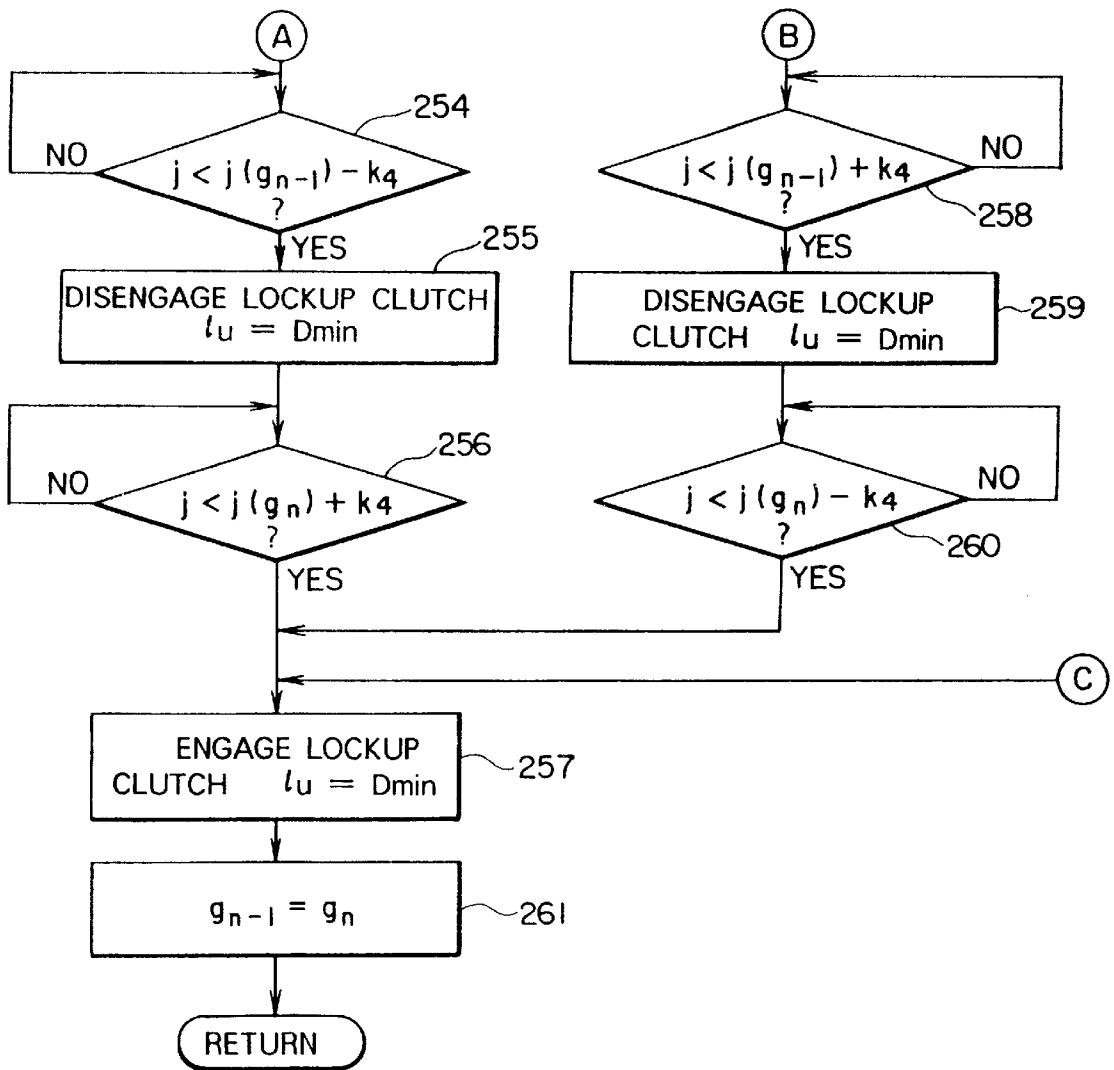 A
254
NO
j < j(gn-1) - k4
?
YES
255
DISENGAGE LOCKUP CLUTCH
lu = Dmin
256
NO
j < j(gn) + k4
?
YES
B
NO
j < j(gn-1) + k4
?
258
YES
DISENGAGE LOCKUP
CLUTCH lu = Dmin
259
NO
j < j(gn) - k4
?
260
YES
C
ENGAGE LOCKUP
CLUTCH lu = Dmin
257
gn-1 = gn
261
RETURN